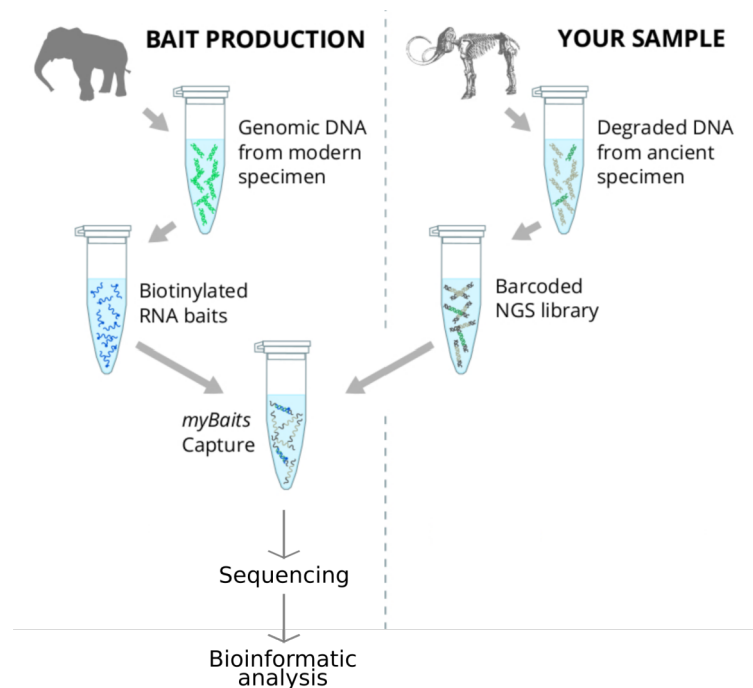 BAIT PRODUCTION
YOUR SAMPLE
Genomic DNA
from modern
specimen
Degraded DNA
from ancient
specimen
Biotinylated
RNA baits
Barcoded
NGS library
myBaits
Capture
Sequencing
Bioinformatic
analysis